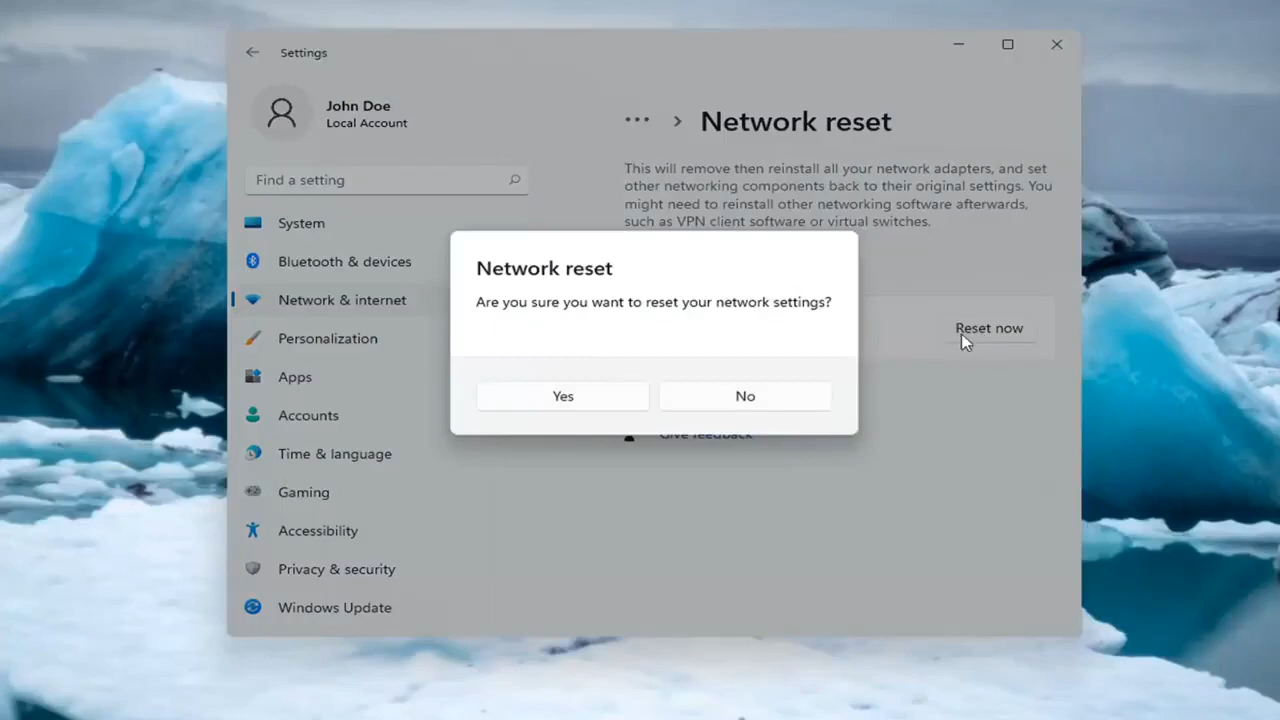 Settings
John Doe
Local Account
Find a setting
System
Bluetooth & devices
Network & internet
Personalization
Apps
Accounts
Time & language
Gaming
Accessibility
Privacy & security
Windows Update
••• > Network reset
This will remove then reinstall all your network adapters, and set
other networking components back to their original settings. You
might need to reinstall other networking software afterwards,
such as VPN client software or virtual switches.
Reset now
Give feedback
Network reset
Are you sure you want to reset your network settings?
Yes
No